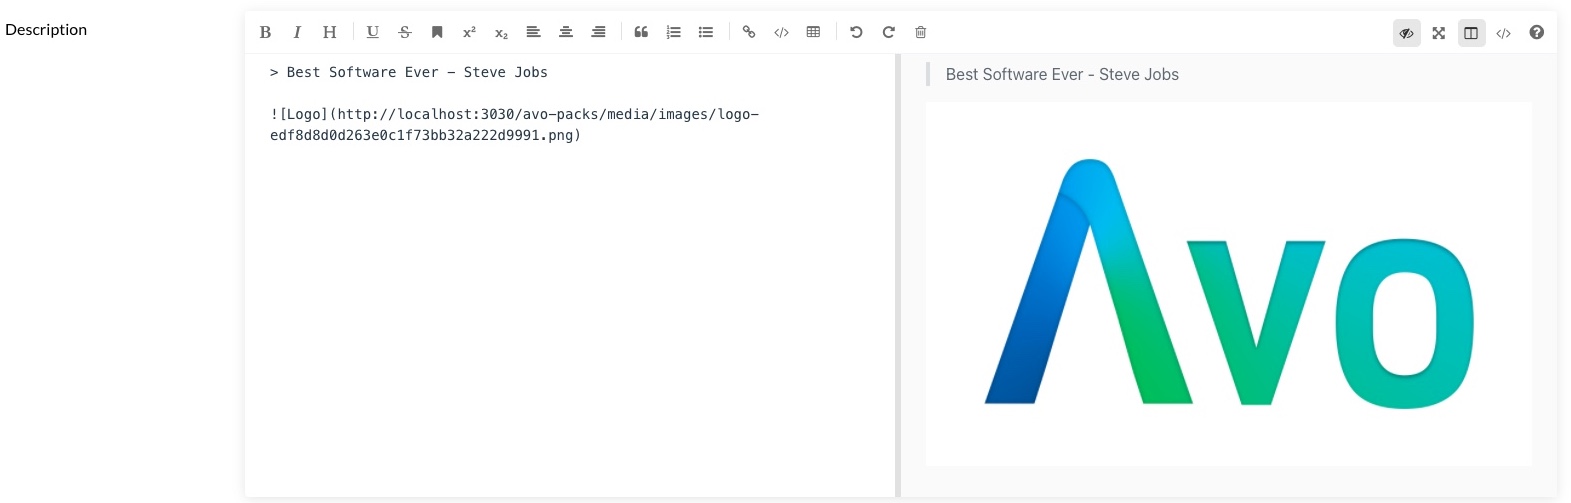 Description
B I H U S x² x₂
> Best Software Ever – Steve Jobs
![Logo](http://localhost:3030/avo-packs/media/images/logo-
edf8d8d0d263e0c1f73bb32a222d9991.png)
Best Software Ever - Steve Jobs
Avo